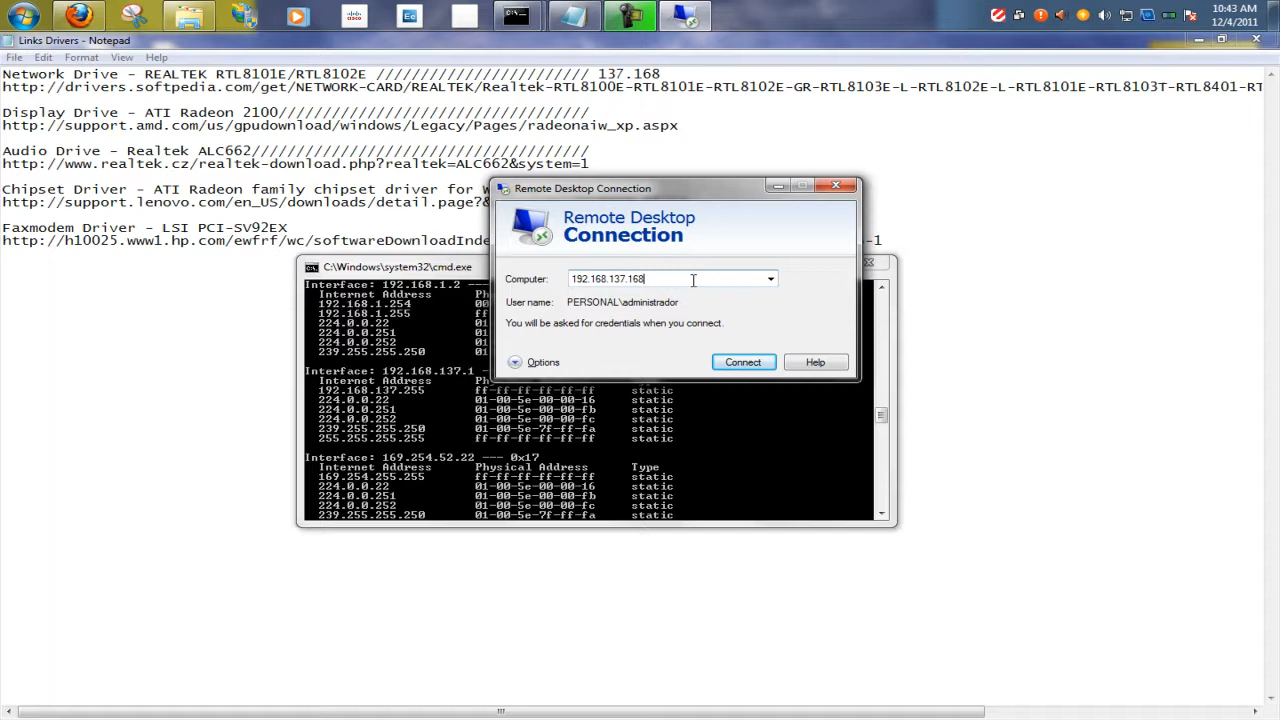 10:43 AM
12/4/2011
Links Drivers - Notepad
File Edit Format View Help
Network Drive - REALTEK RTL8101E/RTL8102E //////////////////////// 137.168
http://drivers.softpedia.com/get/NETWORK-CARD/REALTEK/Realtek-RTL8100E-RTL8101E-RTL8102E-GR-RTL8103E-L-RTL8102E-L-RTL8101E-RTL8103T-RTL8401-RT
Display Drive - ATI Radeon 2100///////////////////////////////////
http://support.amd.com/us/gpudownload/windows/Legacy/Pages/radeonaiw_xp.aspx
Audio Drive - Realtek ALC662//////////////////////////////////////
http://www.realtek.cz/realtek-download.php?realtek=ALC662&system=1
Chipset Driver - ATI Radeon family chipset driver for W
http://support.lenovo.com/en_US/downloads/detail.page?&
Faxmodem Driver - LSI PCI-SV92EX
http://h10025.www1.hp.com/ewfrf/wc/softwareDownloadInde
-1
Remote Desktop Connection
Remote Desktop
Connection
Computer: 192.168.137.168
User name: PERSONAL\administrador
You will be asked for credentials when you connect.
Options Connect Help
C:\Windows\system32\cmd.exe
Interface: 192.168.1.2 ---
Internet Address Ph
192.168.1.254 00
192.168.1.255 ff
224.0.0.22 01
224.0.0.251 01
224.0.0.252 01
239.255.255.250 01
Interface: 192.168.137.1 -
Internet Address
192.168.137.255 ff-ff-ff-ff-ff-ff static
224.0.0.22 01-00-5e-00-00-16 static
224.0.0.251 01-00-5e-00-00-fb static
224.0.0.252 01-00-5e-00-00-fc static
239.255.255.250 01-00-5e-7f-ff-fa static
255.255.255.255 ff-ff-ff-ff-ff-ff static
Interface: 169.254.52.22 --- 0x17
Internet Address Physical Address Type
169.254.255.255 ff-ff-ff-ff-ff-ff static
224.0.0.22 01-00-5e-00-00-16 static
224.0.0.251 01-00-5e-00-00-fb static
224.0.0.252 01-00-5e-00-00-fc static
239.255.255.250 01-00-5e-7f-ff-fa static